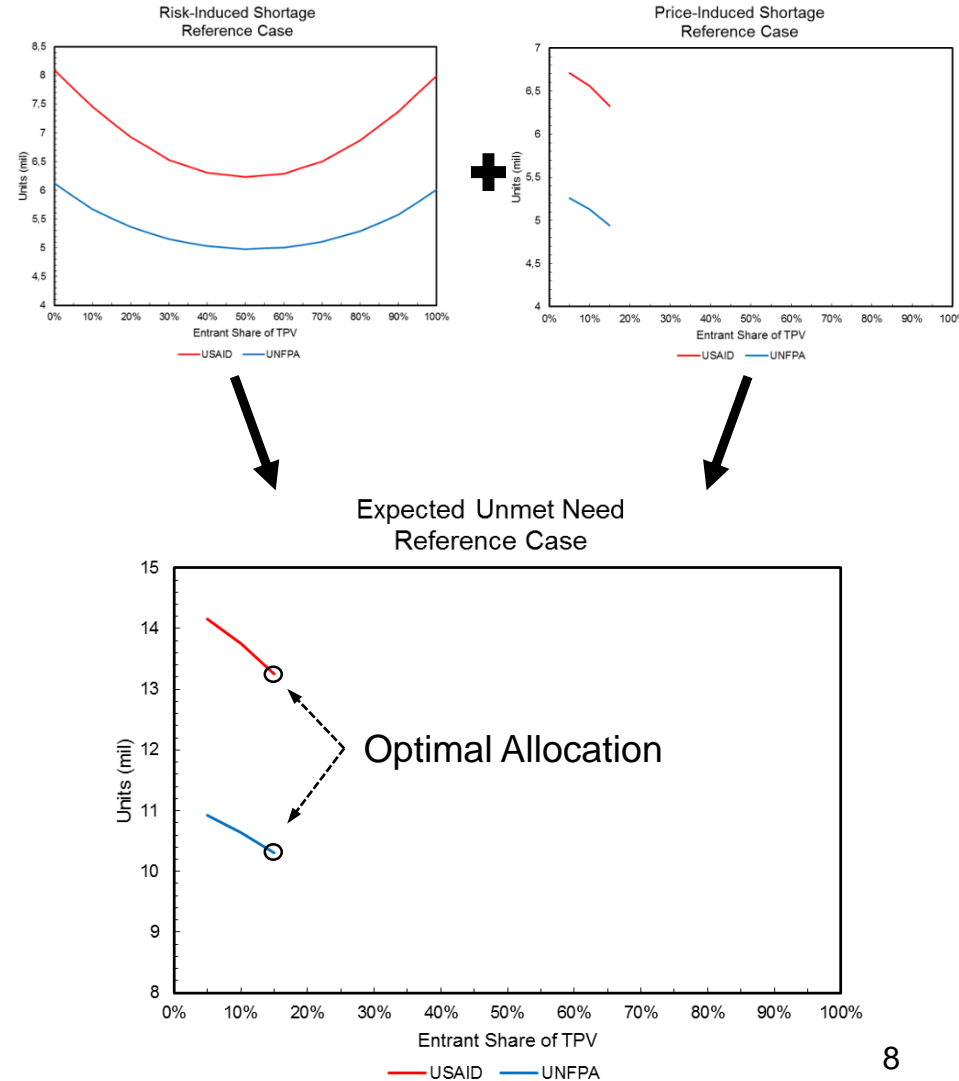 Risk-Induced Shortage
Reference Case
8,5
8
7,5
7
6,5
6
5,5
5
4,5
4
Units (mil)
0% 10% 20% 30% 40% 50% 60% 70% 80% 90% 100%
Entrant Share of TPV
USAID UNFPA
Price-Induced Shortage
Reference Case
7
6,5
6
5,5
5
4,5
4
Units (mil)
0% 10% 20% 30% 40% 50% 60% 70% 80% 90% 100%
Entrant Share of TPV
USAID UNFPA
Expected Unmet Need
Reference Case
15
14
13
12
11
10
9
8
Units (mil)
Optimal Allocation
0% 10% 20% 30% 40% 50% 60% 70% 80% 90% 100%
Entrant Share of TPV
USAID UNFPA
8